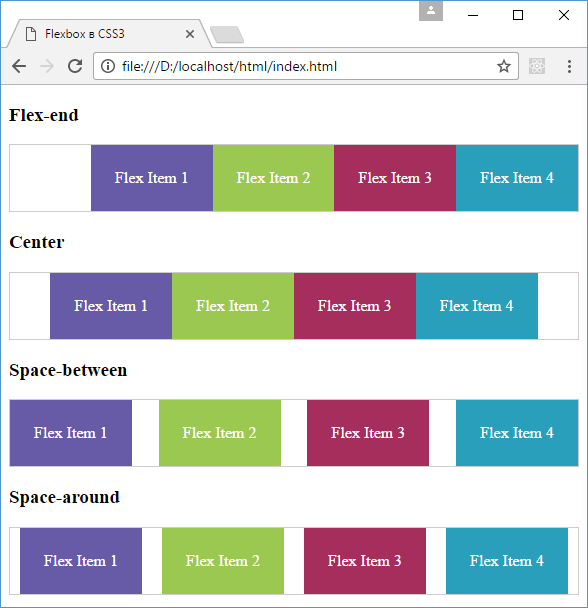 Flexbox в CSS3
file:///D:/localhost/html/index.html
Flex-end
Flex Item 1 Flex Item 2 Flex Item 3 Flex Item 4
Center
Flex Item 1 Flex Item 2 Flex Item 3 Flex Item 4
Space-between
Flex Item 1 Flex Item 2 Flex Item 3 Flex Item 4
Space-around
Flex Item 1 Flex Item 2 Flex Item 3 Flex Item 4